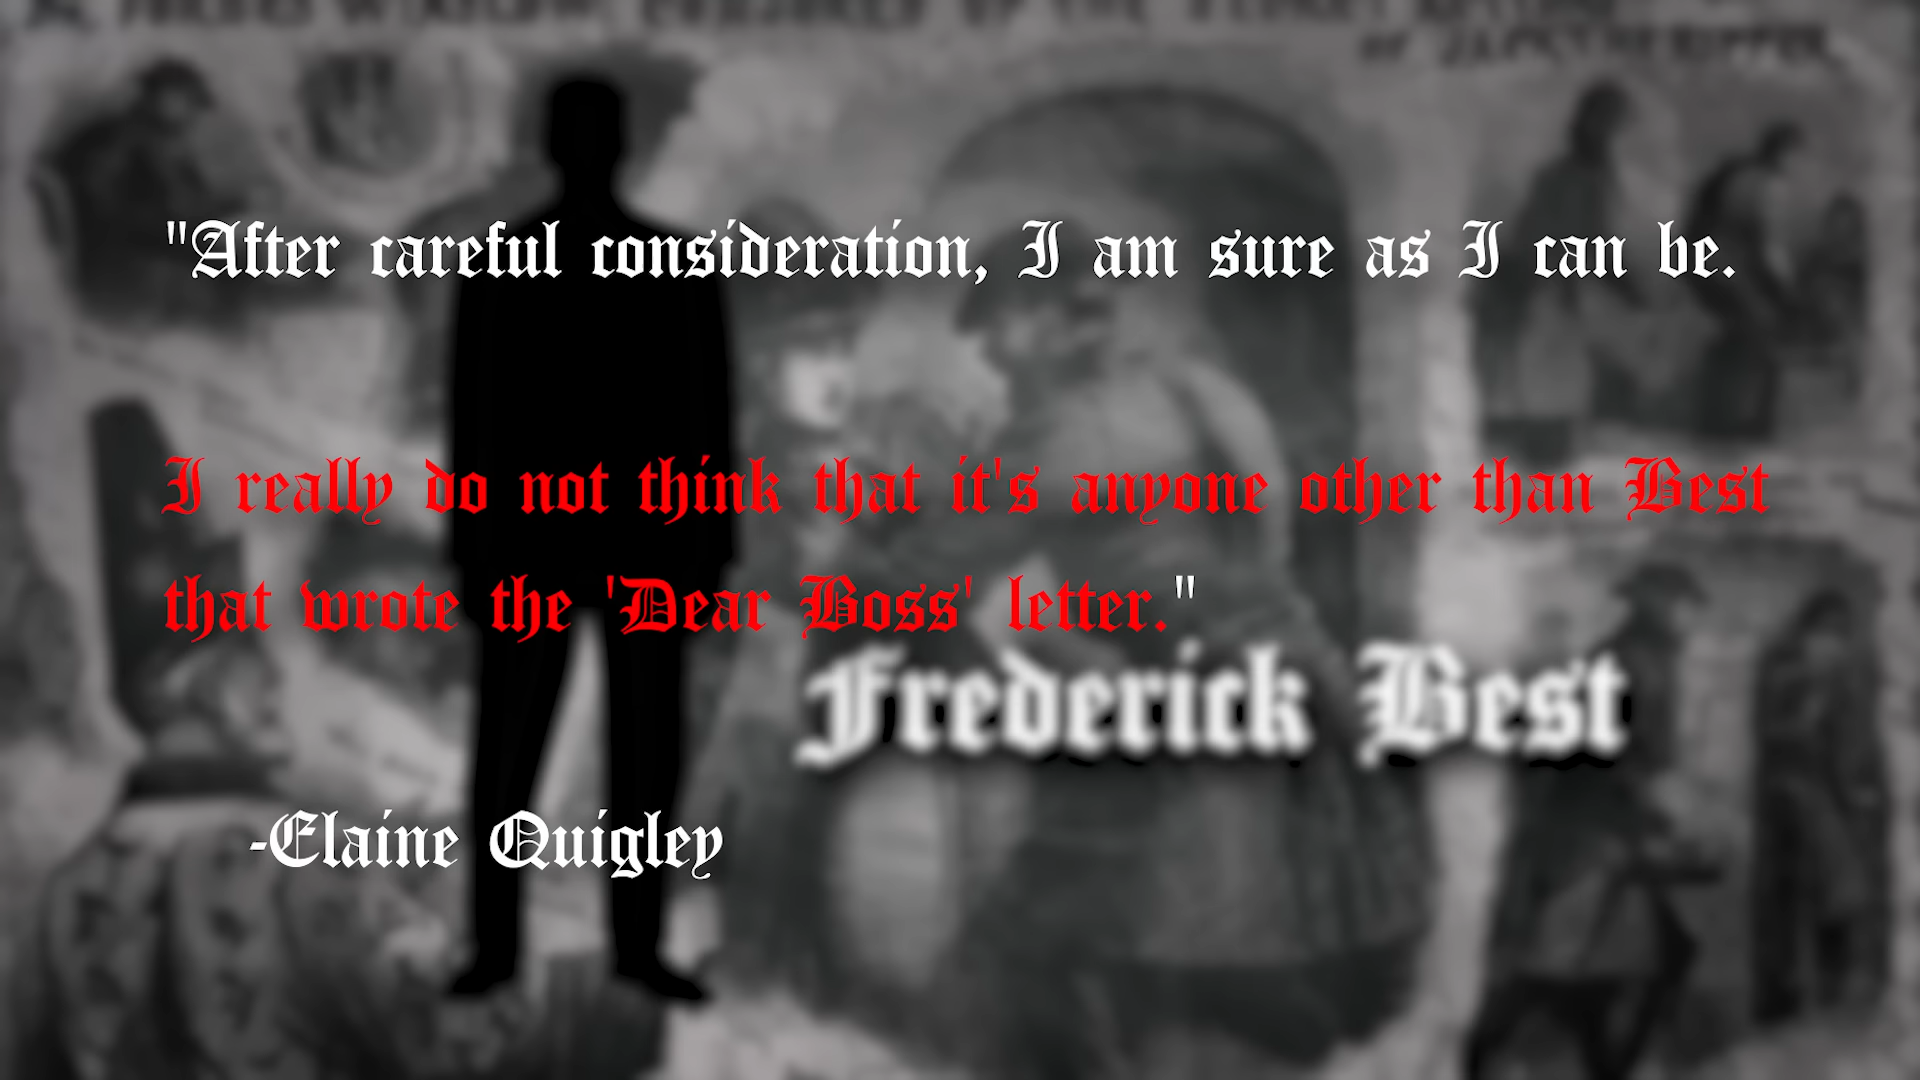 "After careful consideration, I am sure as I can be.
I really do not think that it's anyone other than Best
that wrote the 'Dear Boss' letter."
Frederick Best
-Elaine Quigley